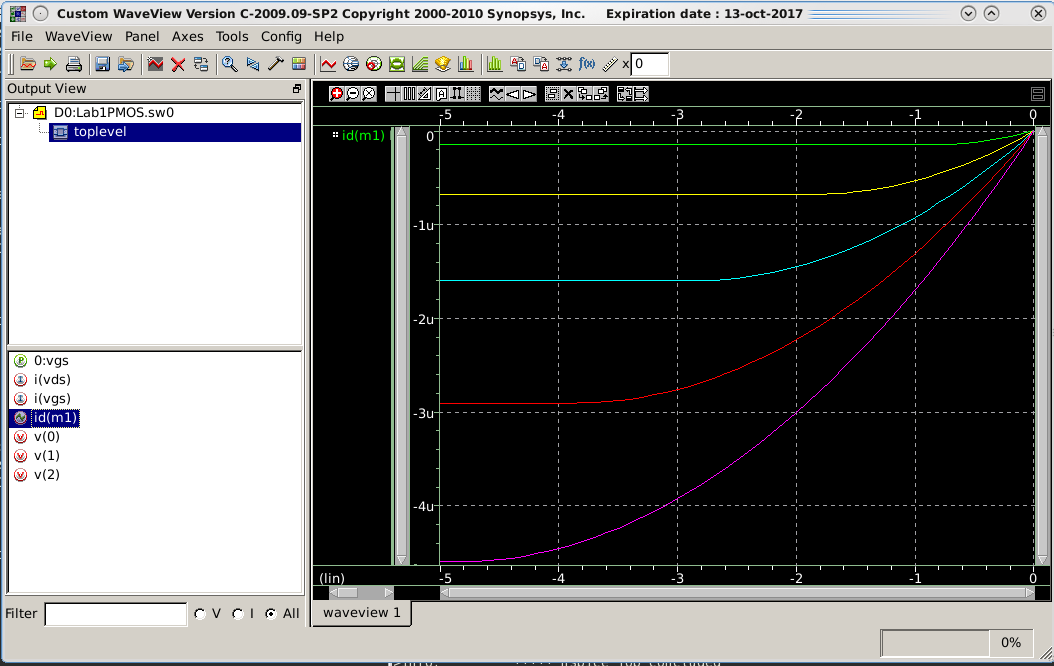 Custom WaveView Version C-2009.09-SP2 Copyright 2000-2010 Synopsys, Inc. Expiration date : 13-oct-2017
File WaveView Panel Axes Tools Config Help
f(x) x 0
Output View
D0:Lab1PMOS.sw0
toplevel
0:vgs
i(vds)
i(vgs)
id(m1)
v(0)
v(1)
v(2)
Filter V I All
-5 -4 -3 -2 -1 0
id(m1)
0
-1u
-2u
-3u
-4u
(lin) -5 -4 -3 -2 -1 0
waveview 1
0%